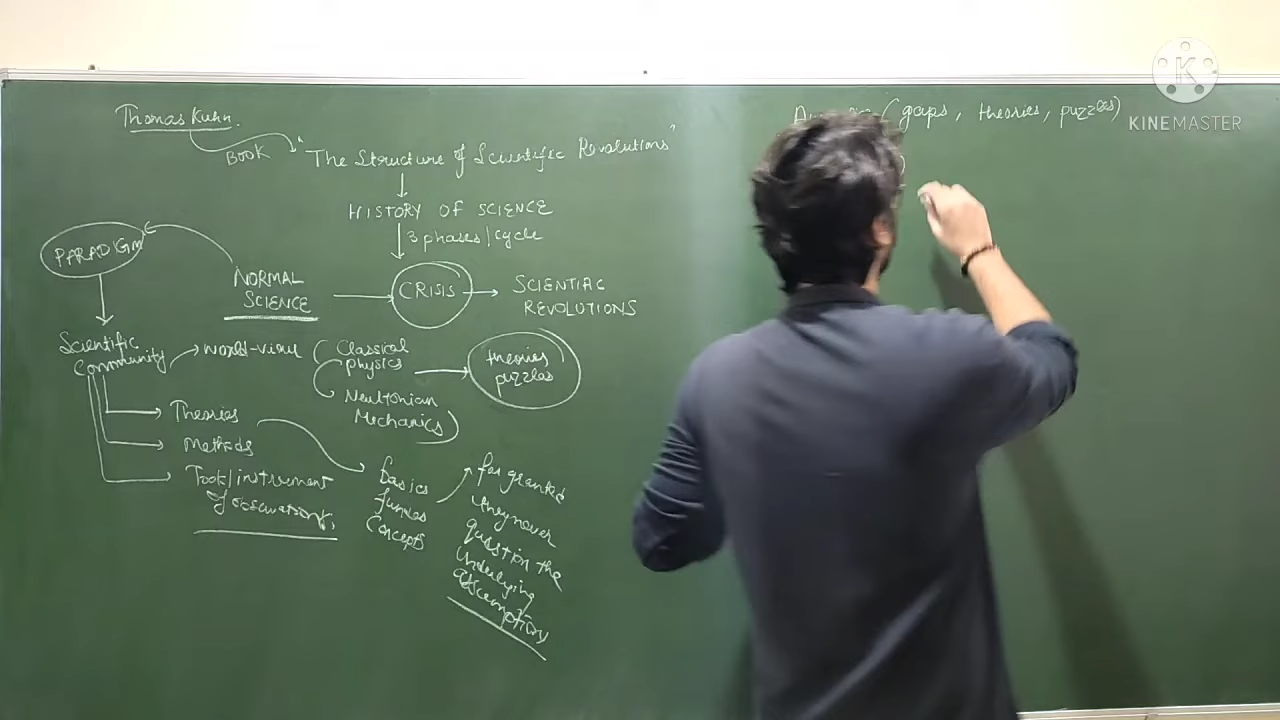 Thomas Kuhn.
BOOK
"The Structure of Scientific Revolutions"
HISTORY OF SCIENCE
3 phases/cycle
PARADIGM
NORMAL
SCIENCE
CRISIS
SCIENTIFIC
REVOLUTIONS
Scientific
Community
world-view
(Classical
physics
Newtonian
Mechanics)
theories
puzzles
Theories
Methods
Tools/instrument
of observations.
basics
Concepts
for granted
they never
question the
underlying
assumptions
(gaps, theories, puzzles)
K
KINEMASTER